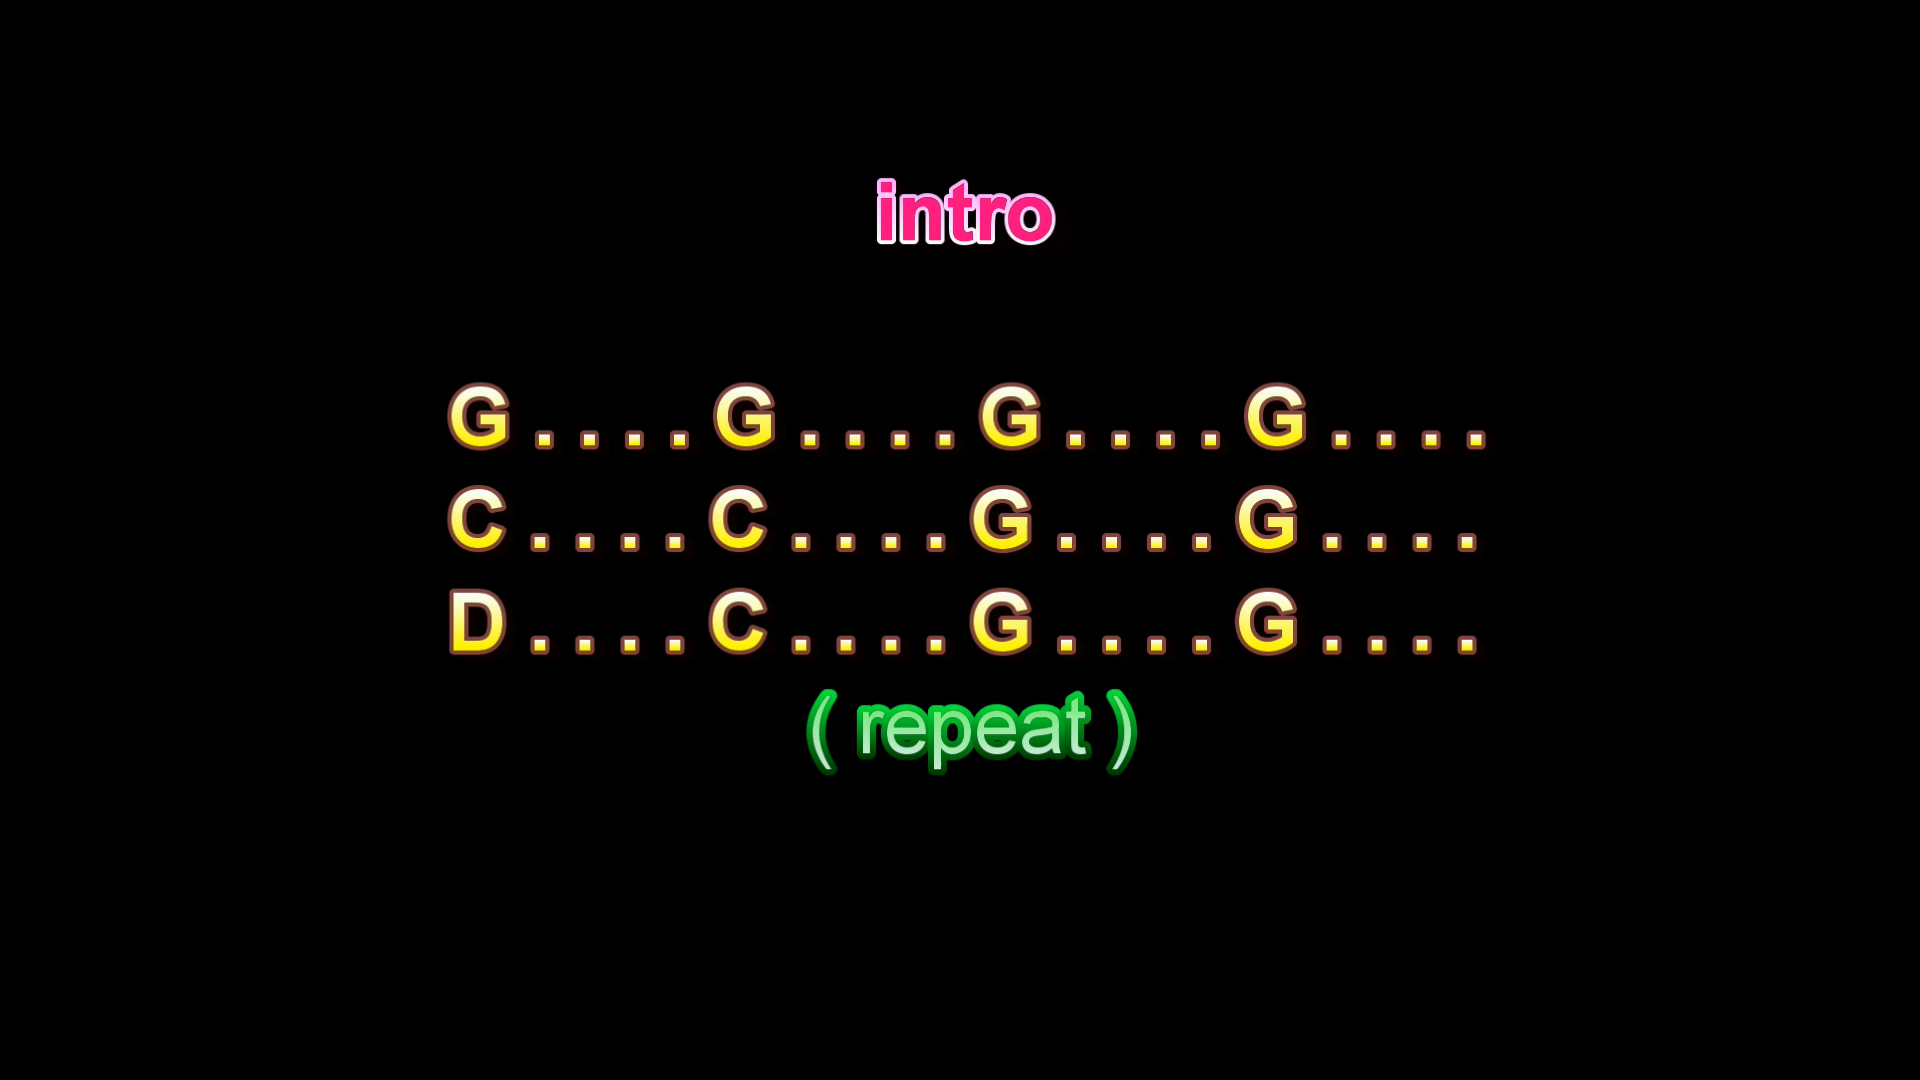 intro
G . . . . G . . . . G . . . . G . . . .
C . . . . C . . . . G . . . . G . . . .
D . . . . C . . . . G . . . . G . . . .
( repeat )